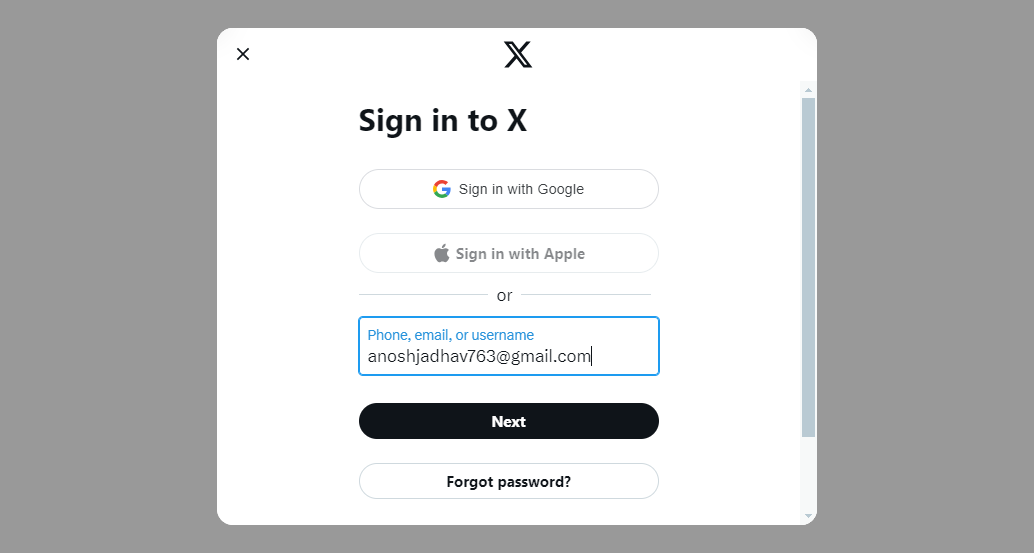 Sign in to X
Sign in with Google
Sign in with Apple
or
Phone, email, or username
anoshjadhav763@gmail.com
Next
Forgot password?